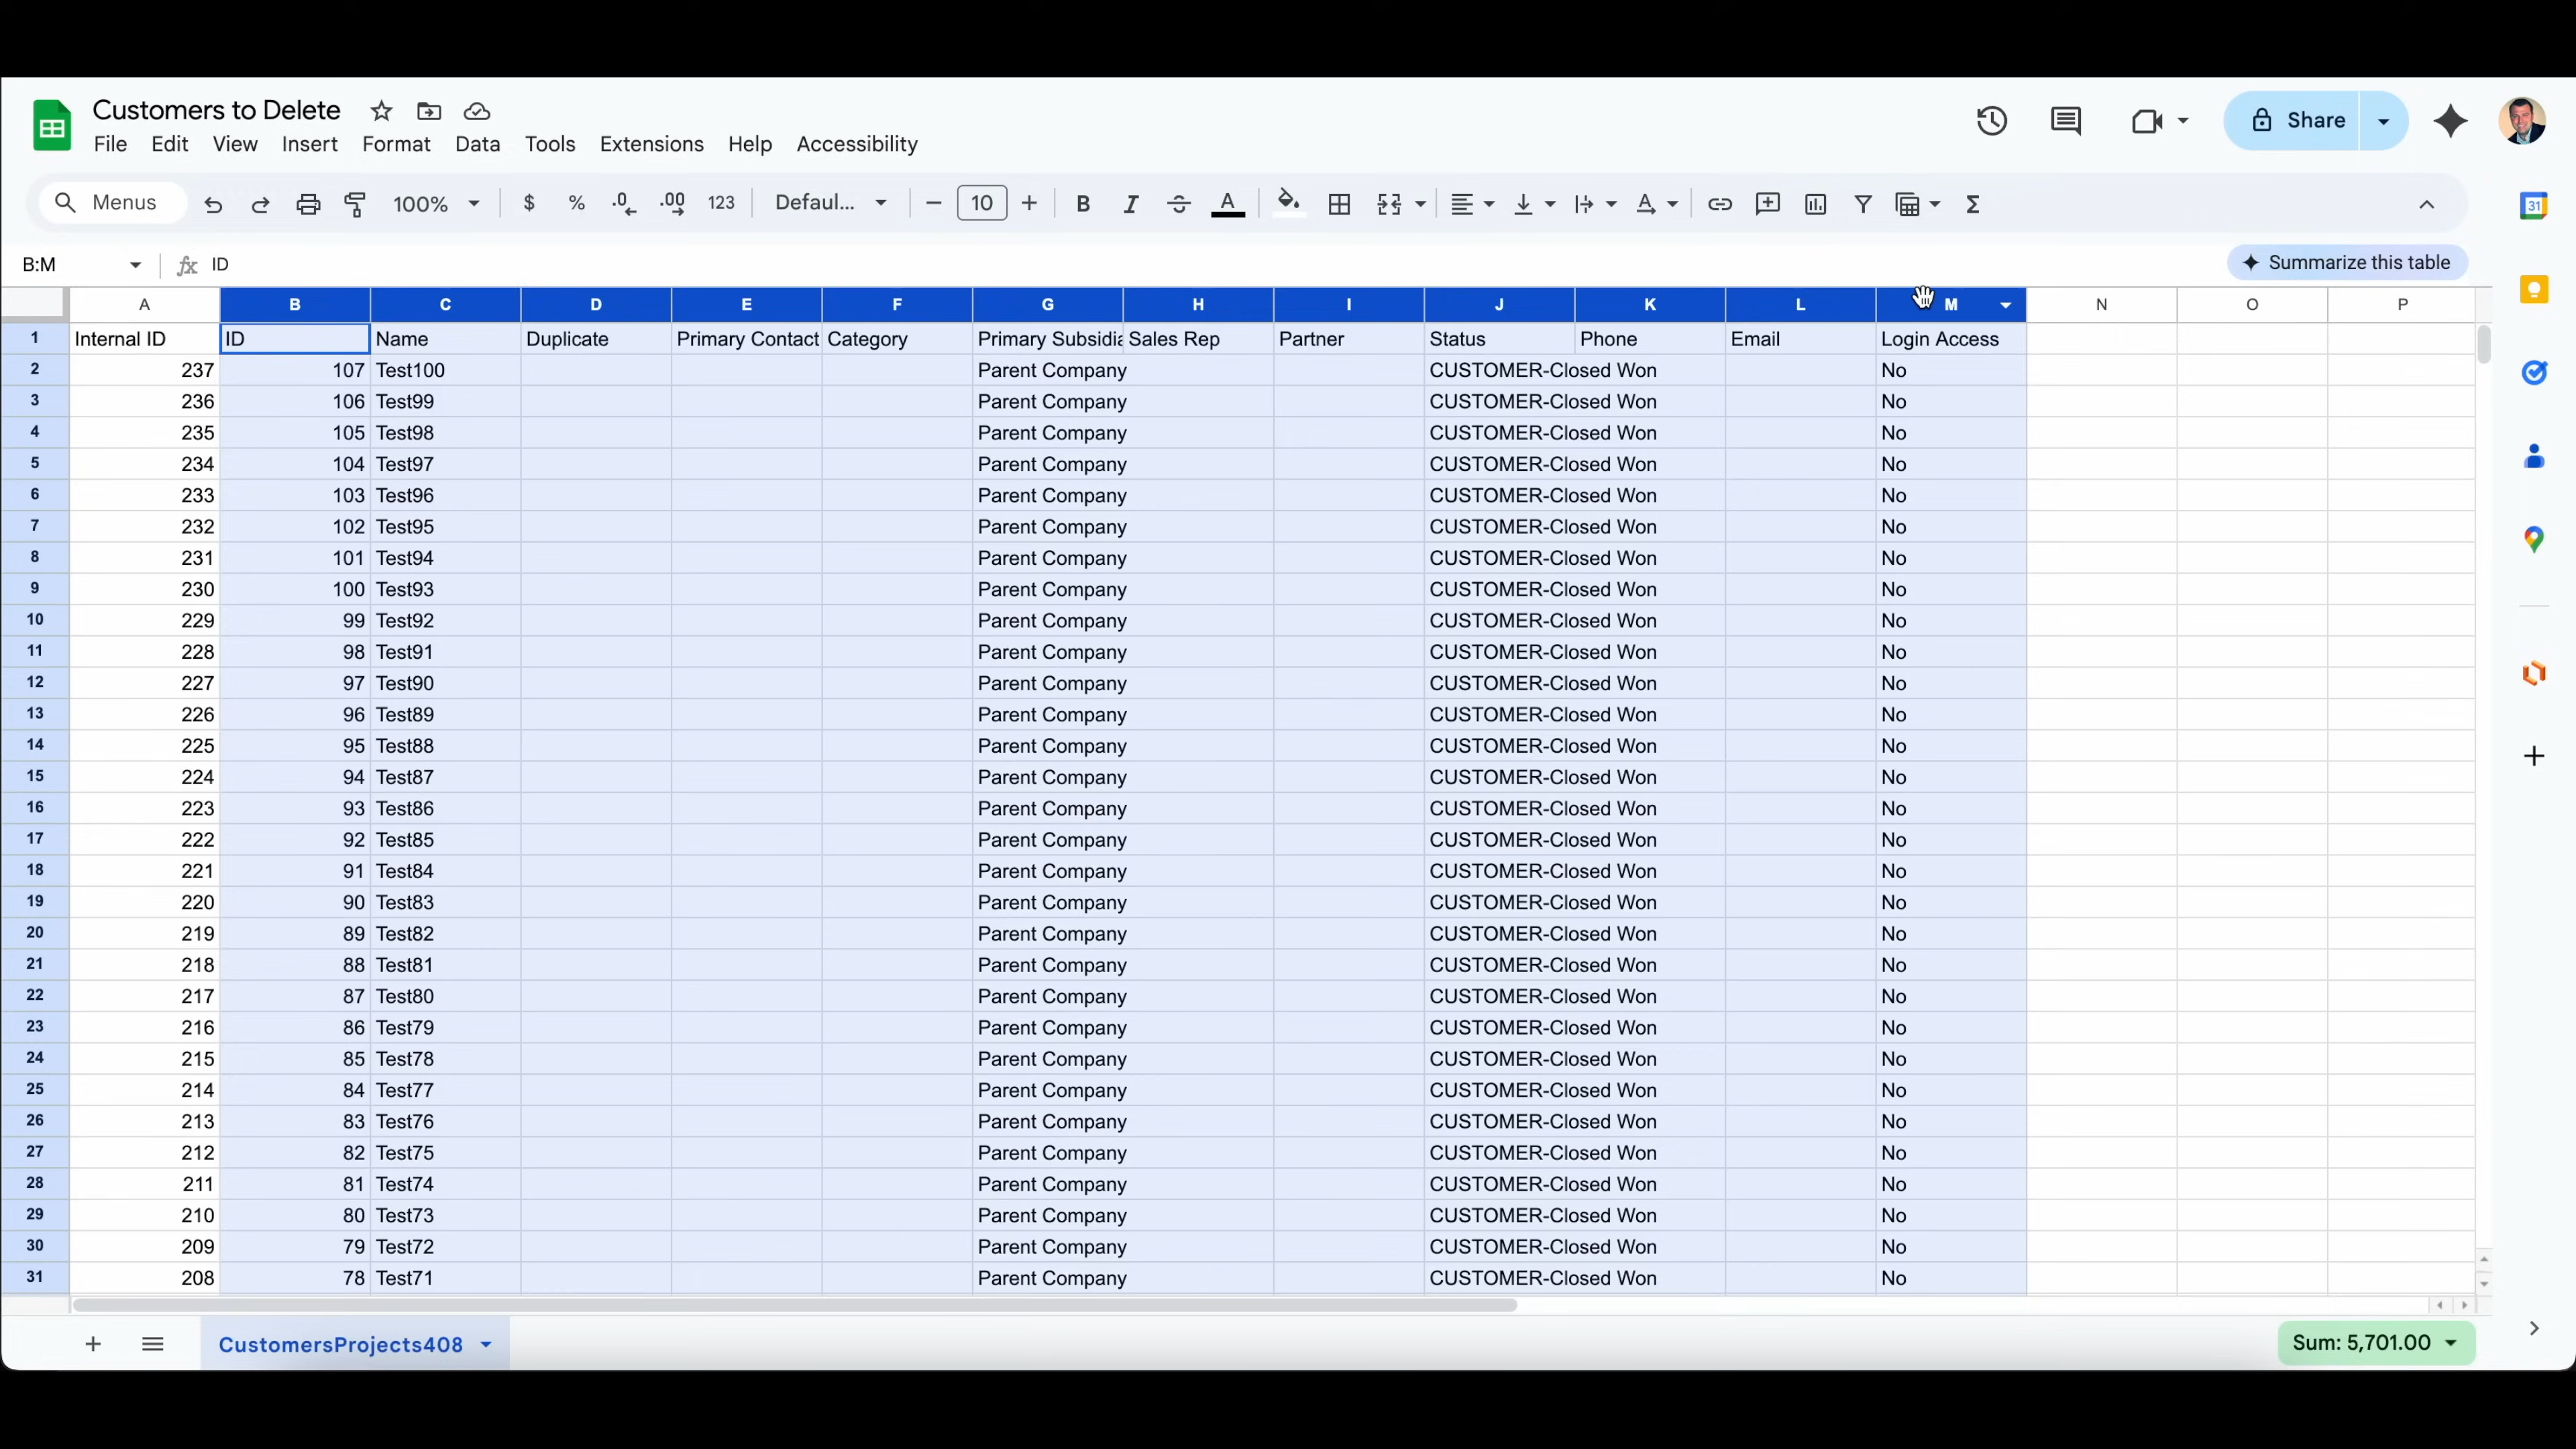 Customers to Delete
File Edit View Insert Format Data Tools Extensions Help Accessibility
Share
31
Menus 100% $ % .0 .00 123 Defaul... 10 B I A
B:M fx ID
Summarize this table
A B C D E F G H I J K L M N O P
1 Internal ID ID Name Duplicate Primary Contact Category Primary Subsidia Sales Rep Partner Status Phone Email Login Access
2 237 107 Test100 Parent Company CUSTOMER-Closed Won No
3 236 106 Test99 Parent Company CUSTOMER-Closed Won No
4 235 105 Test98 Parent Company CUSTOMER-Closed Won No
5 234 104 Test97 Parent Company CUSTOMER-Closed Won No
6 233 103 Test96 Parent Company CUSTOMER-Closed Won No
7 232 102 Test95 Parent Company CUSTOMER-Closed Won No
8 231 101 Test94 Parent Company CUSTOMER-Closed Won No
9 230 100 Test93 Parent Company CUSTOMER-Closed Won No
10 229 99 Test92 Parent Company CUSTOMER-Closed Won No
11 228 98 Test91 Parent Company CUSTOMER-Closed Won No
12 227 97 Test90 Parent Company CUSTOMER-Closed Won No
13 226 96 Test89 Parent Company CUSTOMER-Closed Won No
14 225 95 Test88 Parent Company CUSTOMER-Closed Won No
15 224 94 Test87 Parent Company CUSTOMER-Closed Won No
16 223 93 Test86 Parent Company CUSTOMER-Closed Won No
17 222 92 Test85 Parent Company CUSTOMER-Closed Won No
18 221 91 Test84 Parent Company CUSTOMER-Closed Won No
19 220 90 Test83 Parent Company CUSTOMER-Closed Won No
20 219 89 Test82 Parent Company CUSTOMER-Closed Won No
21 218 88 Test81 Parent Company CUSTOMER-Closed Won No
22 217 87 Test80 Parent Company CUSTOMER-Closed Won No
23 216 86 Test79 Parent Company CUSTOMER-Closed Won No
24 215 85 Test78 Parent Company CUSTOMER-Closed Won No
25 214 84 Test77 Parent Company CUSTOMER-Closed Won No
26 213 83 Test76 Parent Company CUSTOMER-Closed Won No
27 212 82 Test75 Parent Company CUSTOMER-Closed Won No
28 211 81 Test74 Parent Company CUSTOMER-Closed Won No
29 210 80 Test73 Parent Company CUSTOMER-Closed Won No
30 209 79 Test72 Parent Company CUSTOMER-Closed Won No
31 208 78 Test71 Parent Company CUSTOMER-Closed Won No
CustomersProjects408
Sum: 5,701.00